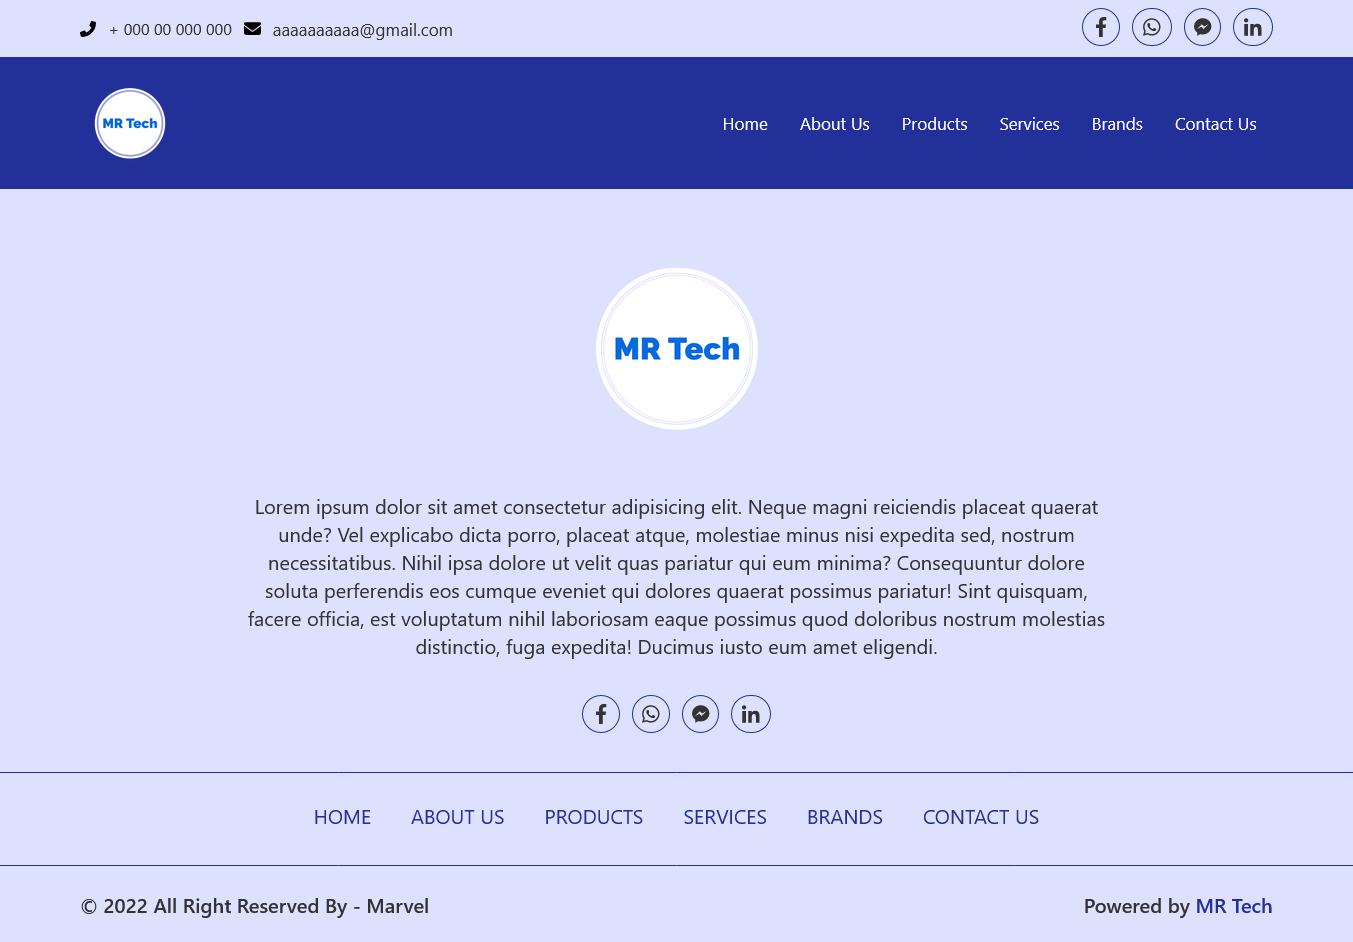 + 000 00 000 000 aaaaaaaaaa@gmail.com
MR Tech Home About Us Products Services Brands Contact Us
MR Tech
Lorem ipsum dolor sit amet consectetur adipisicing elit. Neque magni reiciendis placeat quaerat
unde? Vel explicabo dicta porro, placeat atque, molestiae minus nisi expedita sed, nostrum
necessitatibus. Nihil ipsa dolore ut velit quas pariatur qui eum minima? Consequuntur dolore
soluta perferendis eos cumque eveniet qui dolores quaerat possimus pariatur! Sint quisquam,
facere officia, est voluptatum nihil laboriosam eaque possimus quod doloribus nostrum molestias
distinctio, fuga expedita! Ducimus iusto eum amet eligendi.
HOME ABOUT US PRODUCTS SERVICES BRANDS CONTACT US
© 2022 All Right Reserved By - Marvel Powered by MR Tech